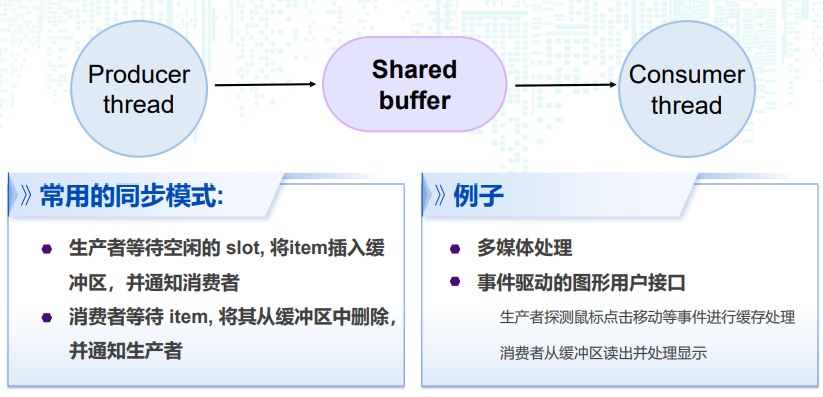 Producer
thread
Shared
buffer
Consumer
thread
常用的同步模式:
生产者等待空闲的 slot, 将item插入缓
冲区，并通知消费者
消费者等待 item, 将其从缓冲区中删除，
并通知生产者
例子
多媒体处理
事件驱动的图形用户接口
生产者探测鼠标点击移动等事件进行缓存处理
消费者从缓冲区读出并处理显示